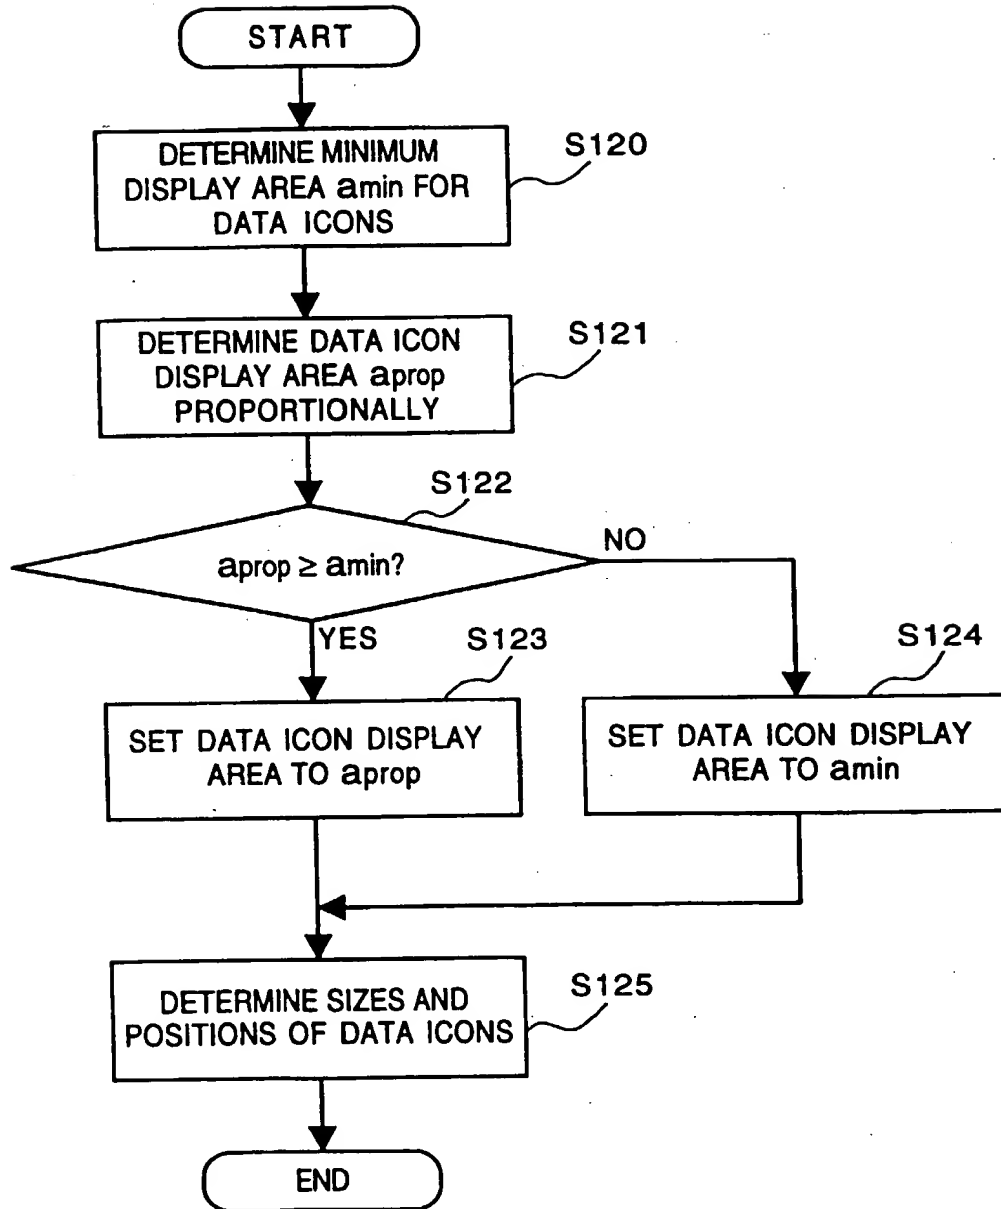 START
DETERMINE MINIMUM
DISPLAY AREA amin FOR
DATA ICONS
S120
DETERMINE DATA ICON
DISPLAY AREA aprop
PROPORTIONALLY
S121
S122
aprop ≥ amin?
NO
YES
S123
SET DATA ICON DISPLAY
AREA TO aprop
S124
SET DATA ICON DISPLAY
AREA TO amin
DETERMINE SIZES AND
POSITIONS OF DATA ICONS
S125
END